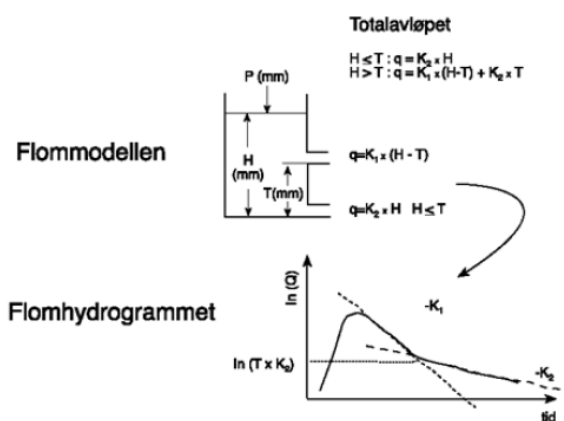 Totalavløpet
H ≤ T : q = K₂ x H
H > T : q = K₁ x (H-T) + K₂ x T
P (mm)
Flommodellen
H
(mm)
T(mm)
q=K₁ x (H - T)
q=K₂ x H H ≤ T
Flomhydrogrammet
ln (Q)
-K₁
ln (T x K₂)
-K₂
tid